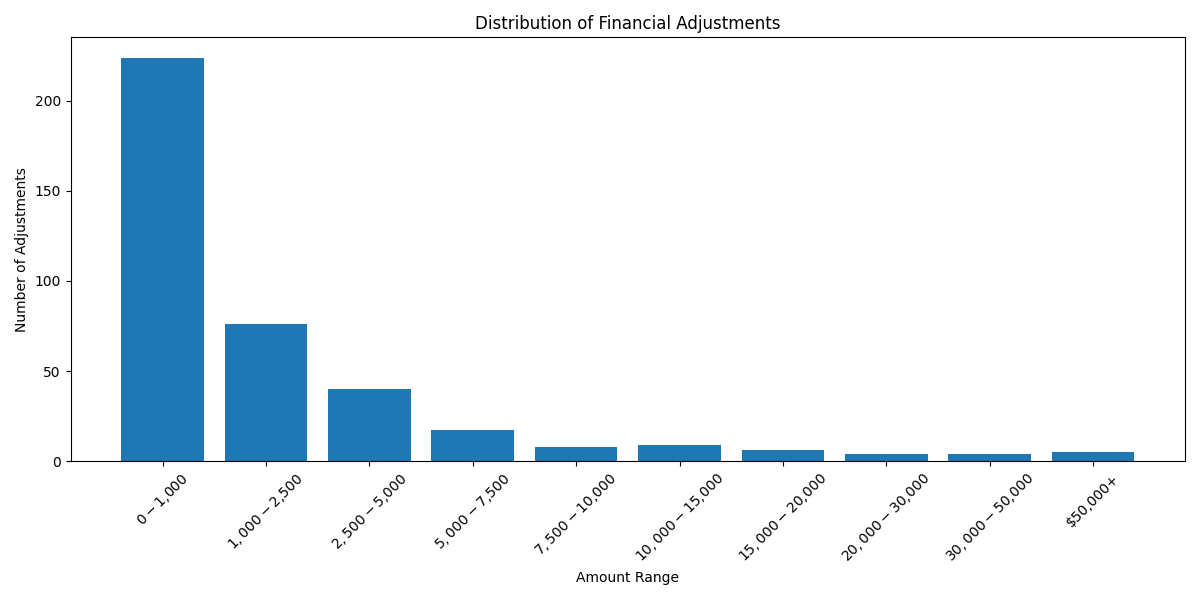 Distribution of Financial Adjustments
Number of Adjustments
200
150
100
50
0
0 − 1,000
1,000 − 2,500
2,500 − 5,000
5,000 − 7,500
7,500 − 10,000
10,000 − 15,000
15,000 − 20,000
20,000 − 30,000
30,000 − 50,000
$50,000+
Amount Range